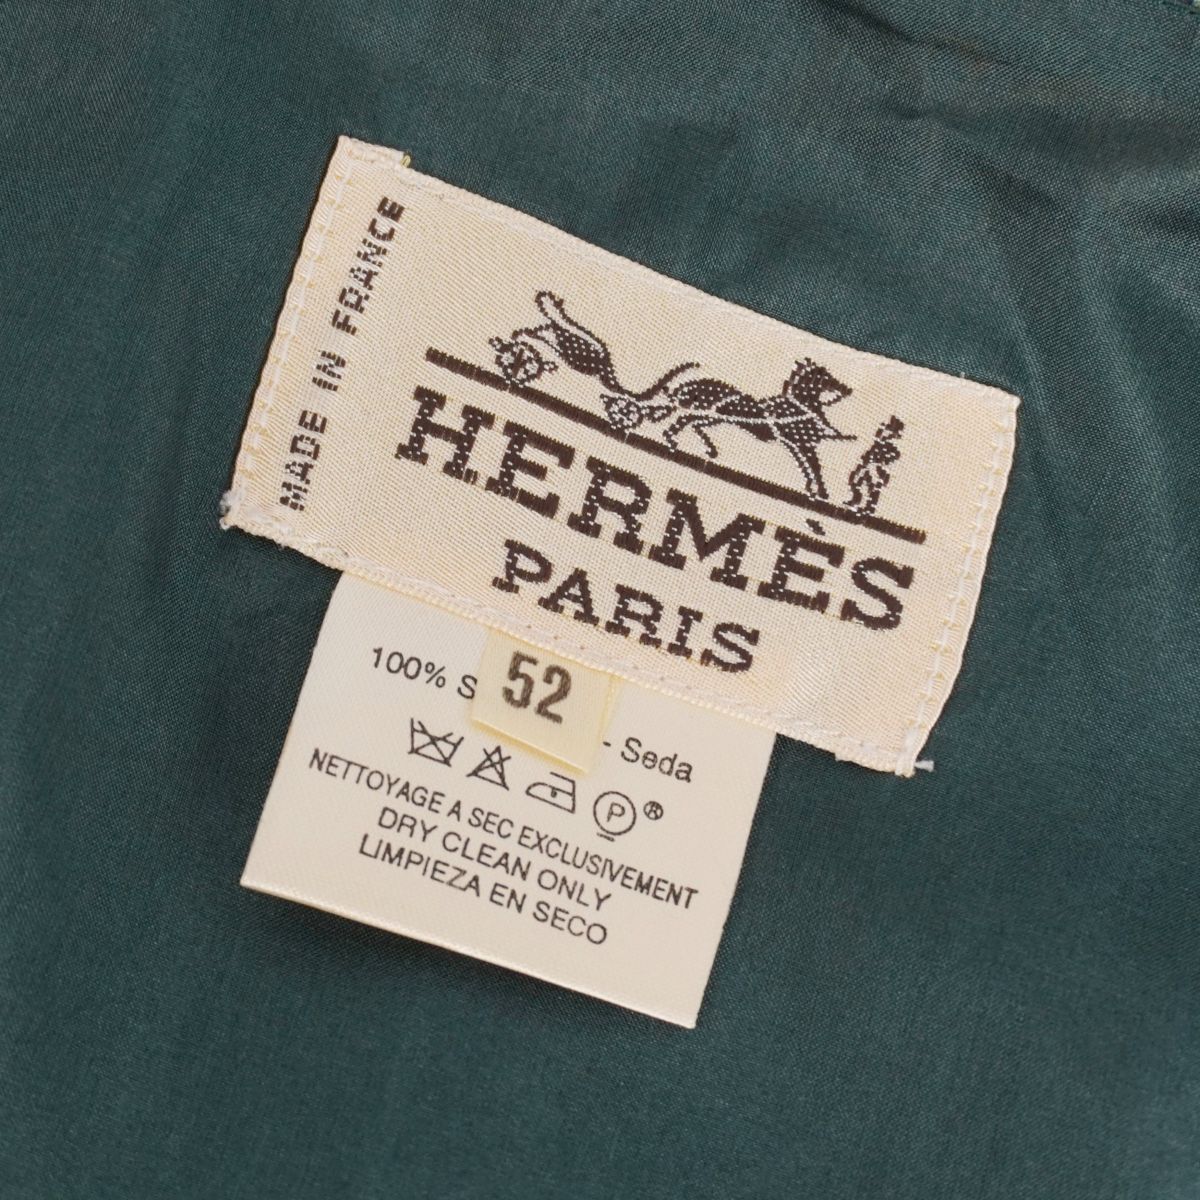 MADE IN FRANCE
HERMÈS
PARIS
52
100% S - Seda
P ®
NETTOYAGE A SEC EXCLUSIVEMENT
DRY CLEAN ONLY
LIMPIEZA EN SECO